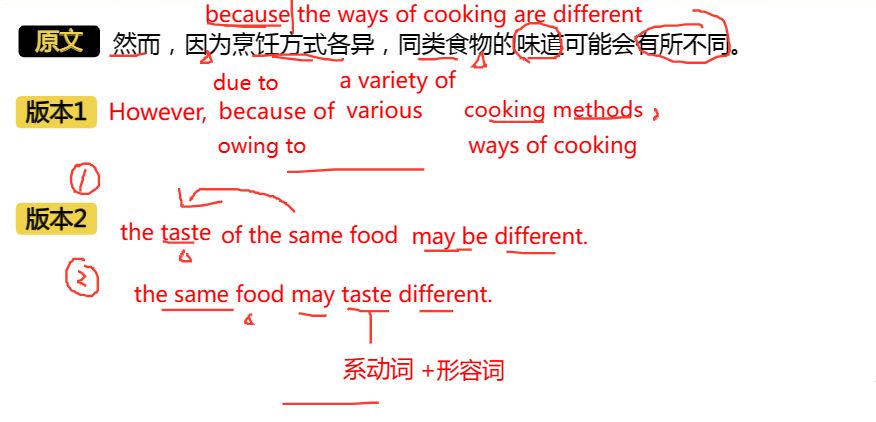 because the ways of cooking are different
原文 然而，因为烹饪方式各异，同类食物的味道可能会有所不同。
due to a variety of
版本1 However, because of various cooking methods ,
owing to ways of cooking
①
版本2 the taste of the same food may be different.
②
the same food may taste different.
系动词 +形容词